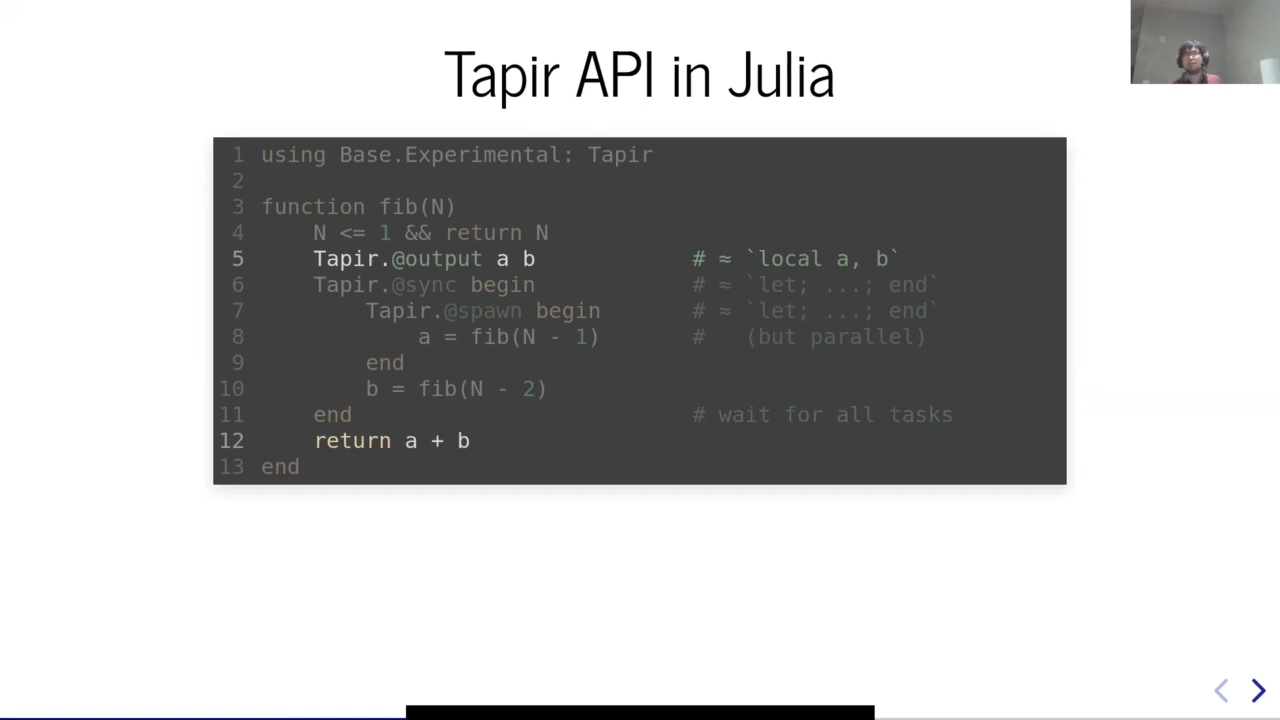 Tapir API in Julia
1 using Base.Experimental: Tapir
2
3 function fib(N)
4     N <= 1 && return N
5     Tapir.@output a b            # ≈ `local a, b`
6     Tapir.@sync begin            # ≈ `let; ...; end`
7         Tapir.@spawn begin       # ≈ `let; ...; end`
8             a = fib(N - 1)       #   (but parallel)
9         end
10         b = fib(N - 2)
11     end                          # wait for all tasks
12     return a + b
13 end